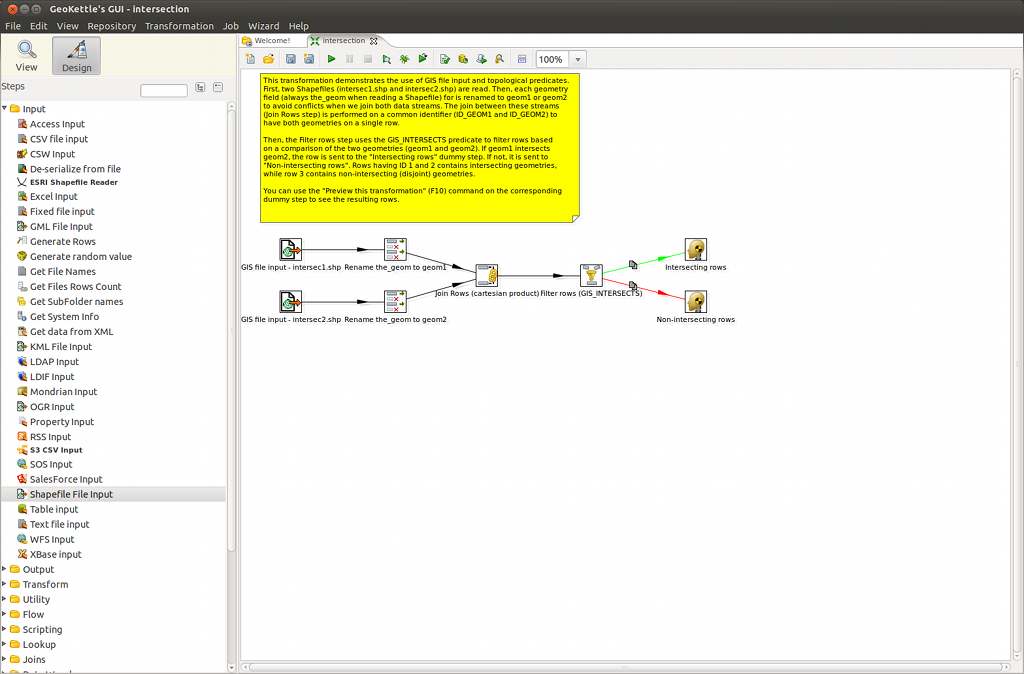 GeoKettle's GUI - intersection
File Edit View Repository Transformation Job Wizard Help
View
Design
Welcome!
intersection
100%
Steps
Input
Access Input
CSV file input
CSW Input
De-serialize from file
ESRI Shapefile Reader
Excel Input
Fixed file input
GML File Input
Generate Rows
Generate random value
Get File Names
Get Files Rows Count
Get SubFolder names
Get System Info
Get data from XML
KML File Input
LDAP Input
LDIF Input
Mondrian Input
OGR Input
Property Input
RSS Input
S3 CSV Input
SOS Input
SalesForce Input
Shapefile File Input
Table input
Text file input
WFS Input
XBase input
Output
Transform
Utility
Flow
Scripting
Lookup
Joins
This transformation demonstrates the use of GIS file input and topological predicates.
First, two Shapefiles (intersec1.shp and intersec2.shp) are read. Then, each geometry
field (always the_geom when reading a Shapefile) for is renamed to geom1 or geom2
to avoid conflicts when we join both data streams. The join between these streams
(Join Rows step) is performed on a common identifier (ID_GEOM1 and ID_GEOM2) to
have both geometries on a single row.
Then, the Filter rows step uses the GIS_INTERSECTS predicate to filter rows based
on a comparison of the two geometries (geom1 and geom2). If geom1 intersects
geom2, the row is sent to the "Intersecting rows" dummy step. If not, it is sent to
"Non-intersecting rows". Rows having ID 1 and 2 contains intersecting geometries,
while row 3 contains non-intersecting (disjoint) geometries.
You can use the "Preview this transformation" (F10) command on the corresponding
dummy step to see the resulting rows.
GIS file input - intersec1.shp
Rename the_geom to geom1
Intersecting rows
Join Rows (cartesian product)
Filter rows (GIS_INTERSECTS)
GIS file input - intersec2.shp
Rename the_geom to geom2
Non-intersecting rows